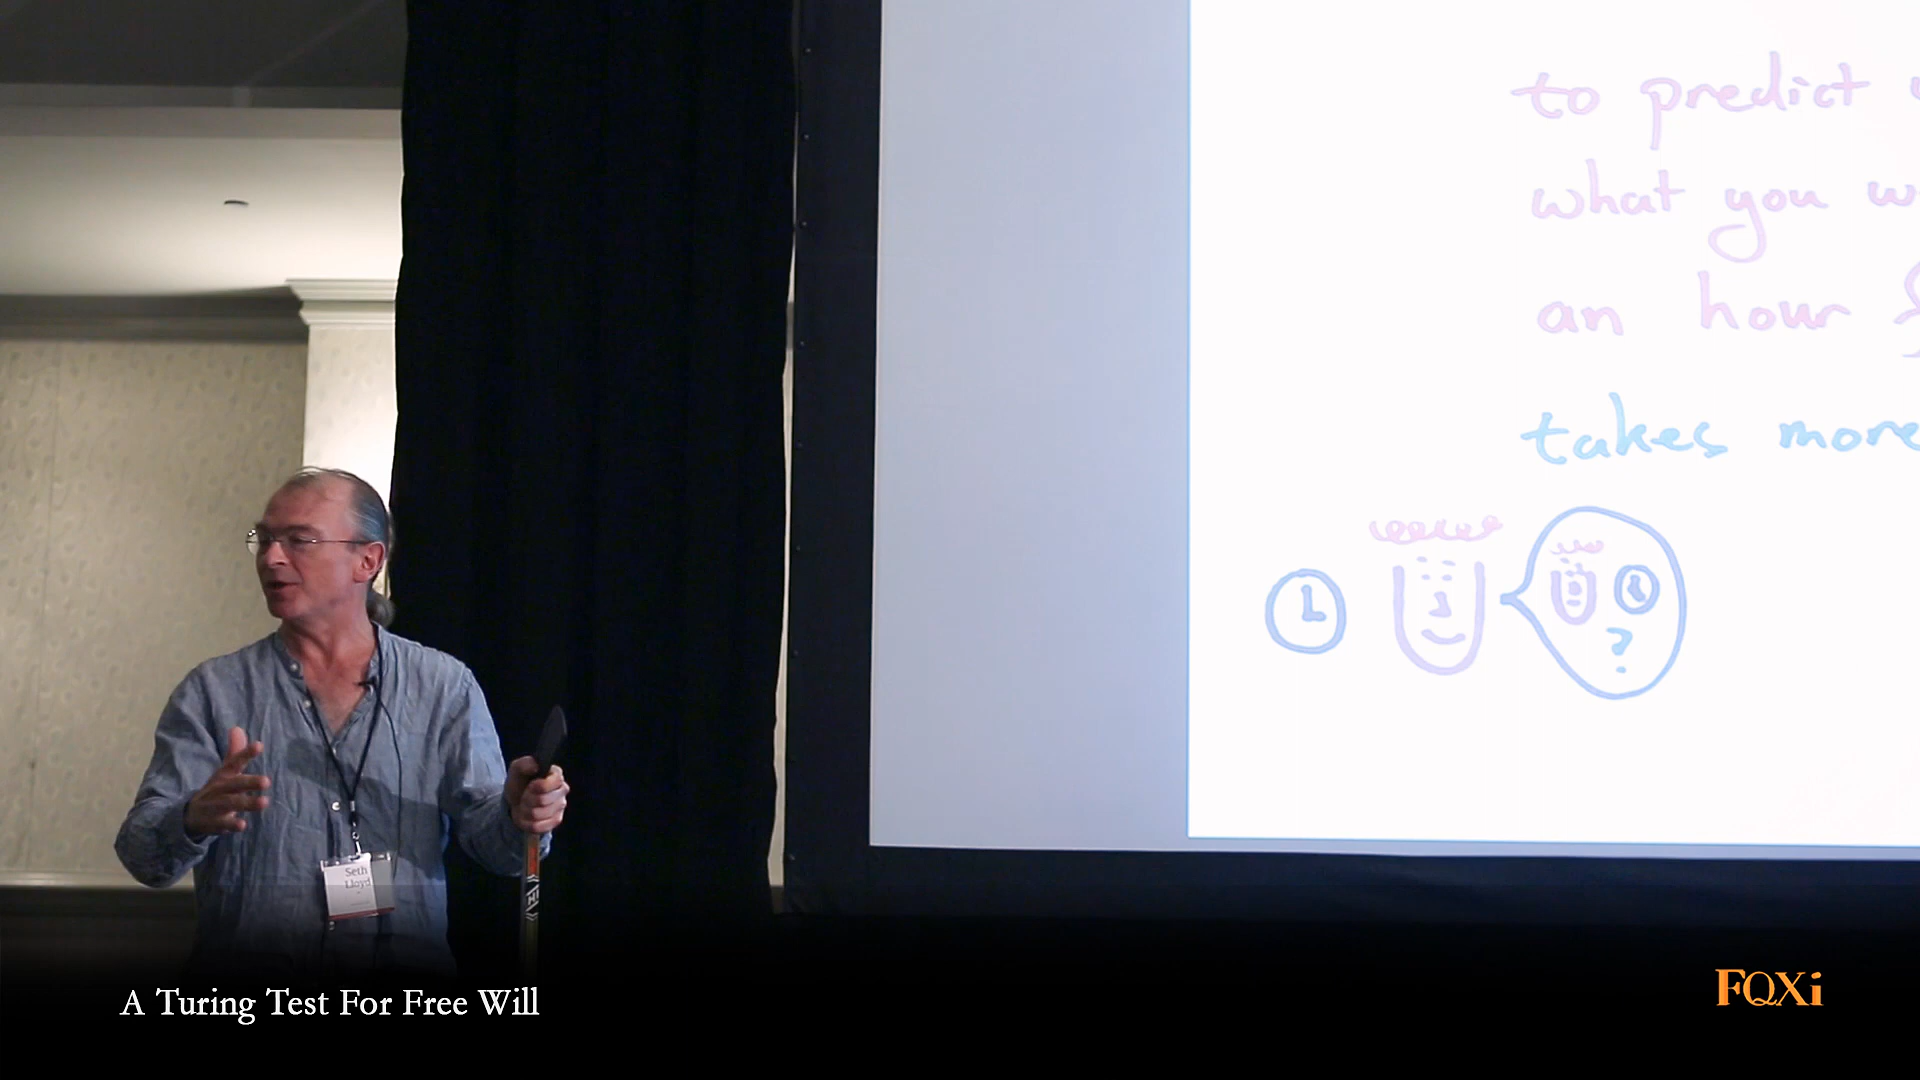 to predict
what you
an hour
takes more
Seth
Lloyd
A Turing Test For Free Will
FQXi